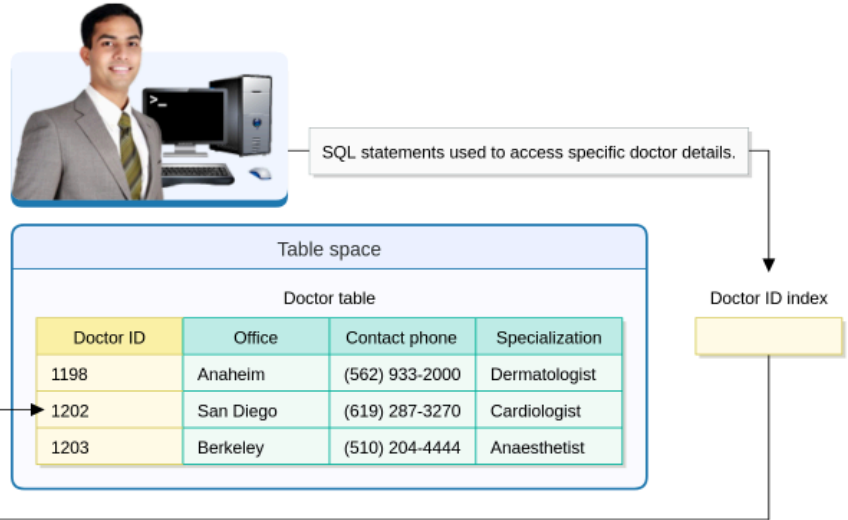 >_
SQL statements used to access specific doctor details.
Table space
Doctor table
Doctor ID index
Doctor ID Office Contact phone Specialization
1198 Anaheim (562) 933-2000 Dermatologist
1202 San Diego (619) 287-3270 Cardiologist
1203 Berkeley (510) 204-4444 Anaesthetist